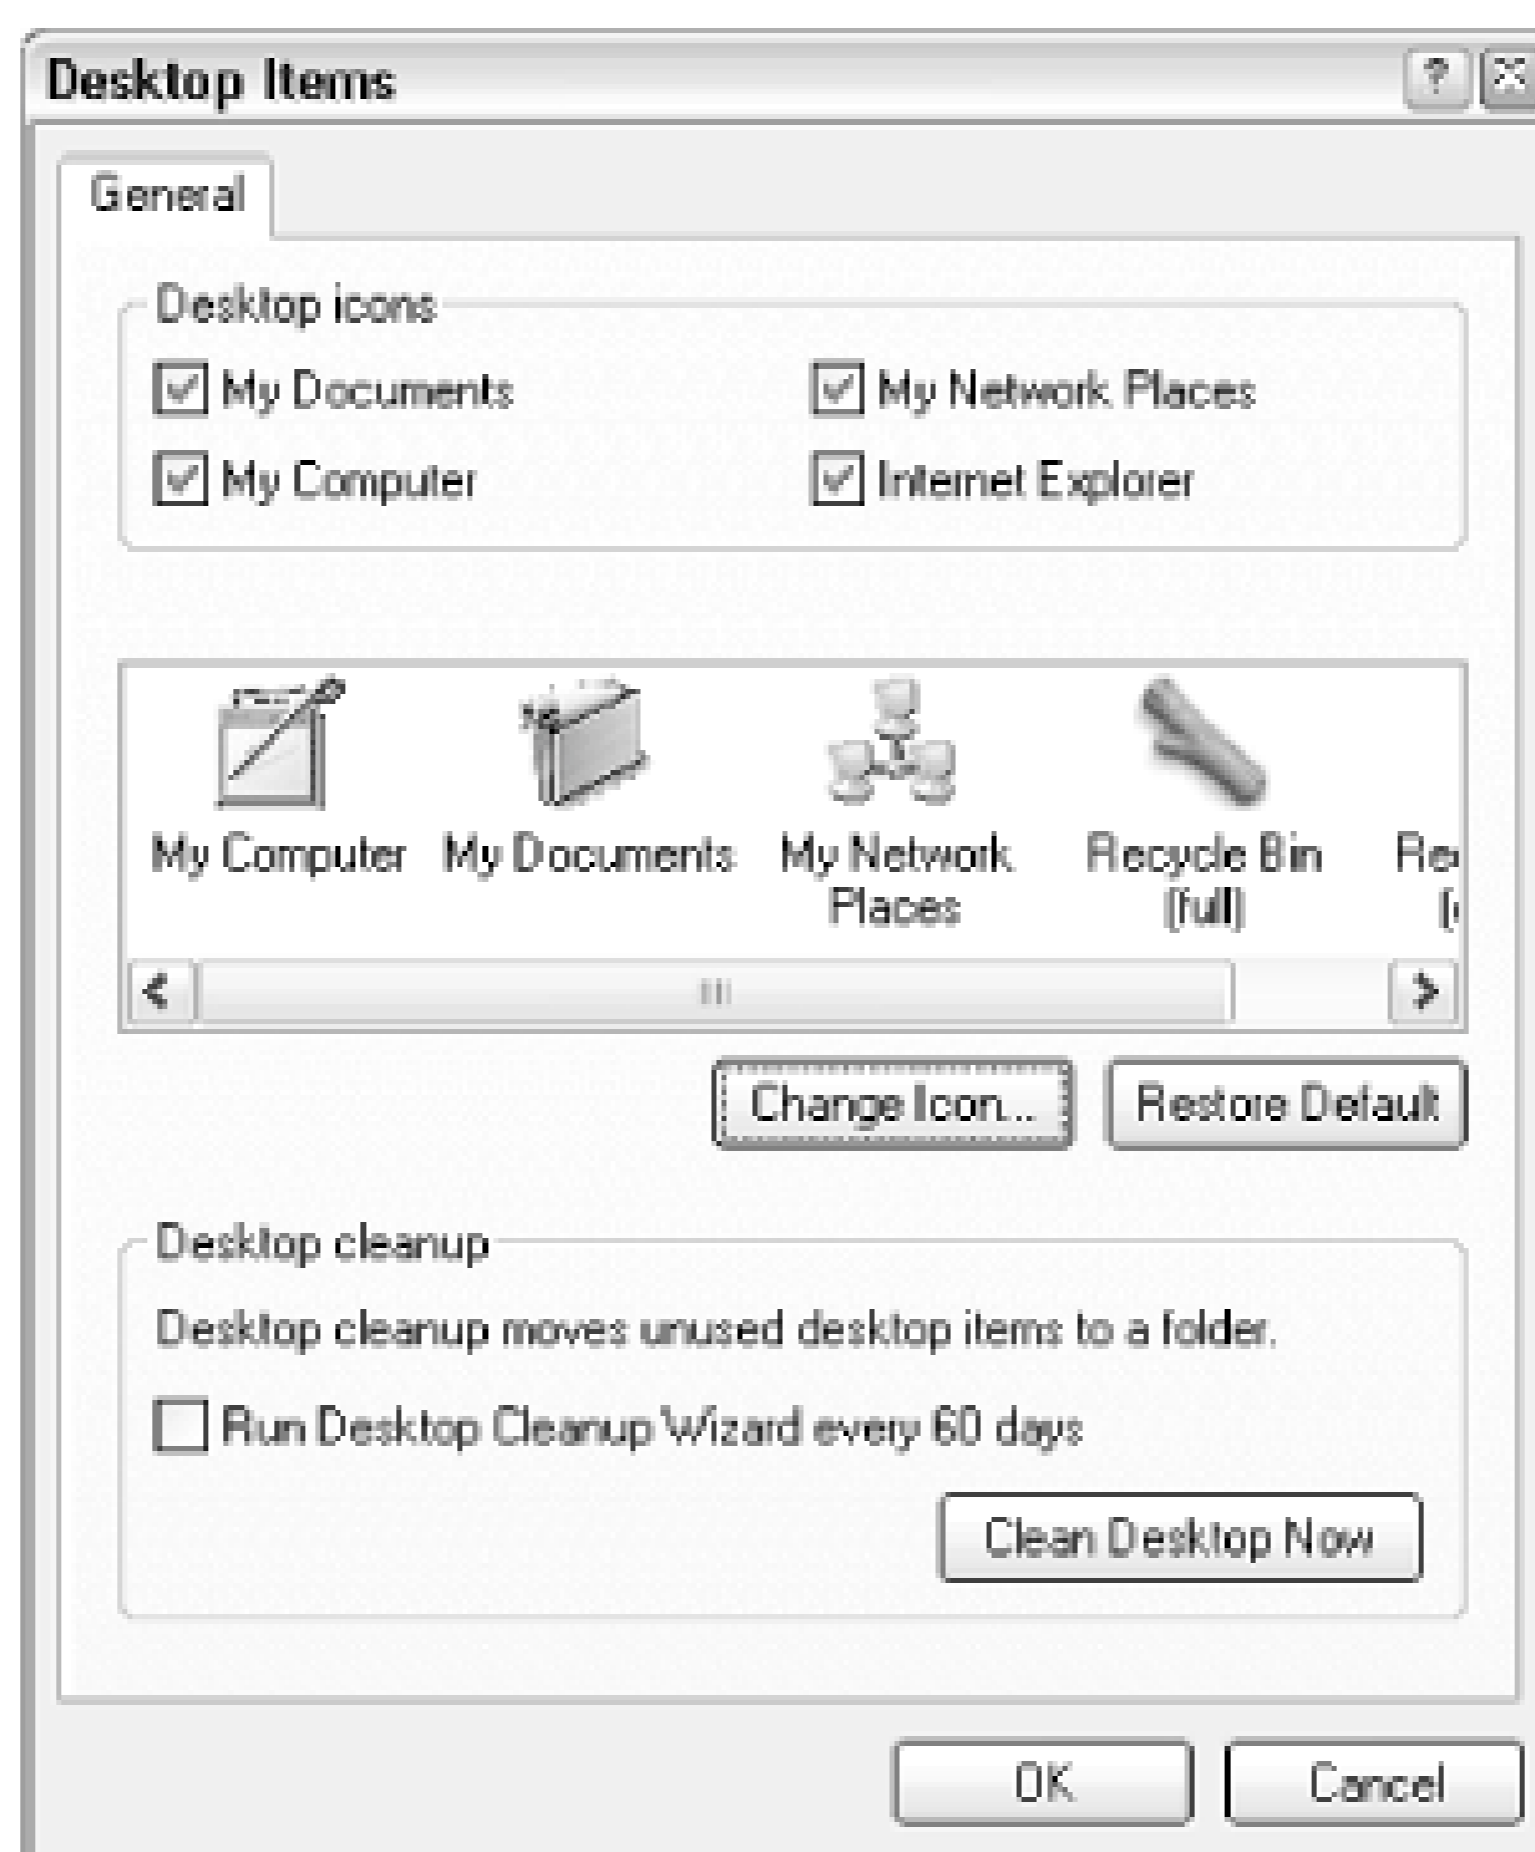 Desktop Items
General
Desktop icons
My Documents
My Network Places
My Computer
Internet Explorer
My Computer
My Documents
My Network
Places
Recycle Bin
(full)
Change Icon...
Restore Default
Desktop cleanup
Desktop cleanup moves unused desktop items to a folder.
Run Desktop Cleanup Wizard every 60 days
Clean Desktop Now
OK
Cancel